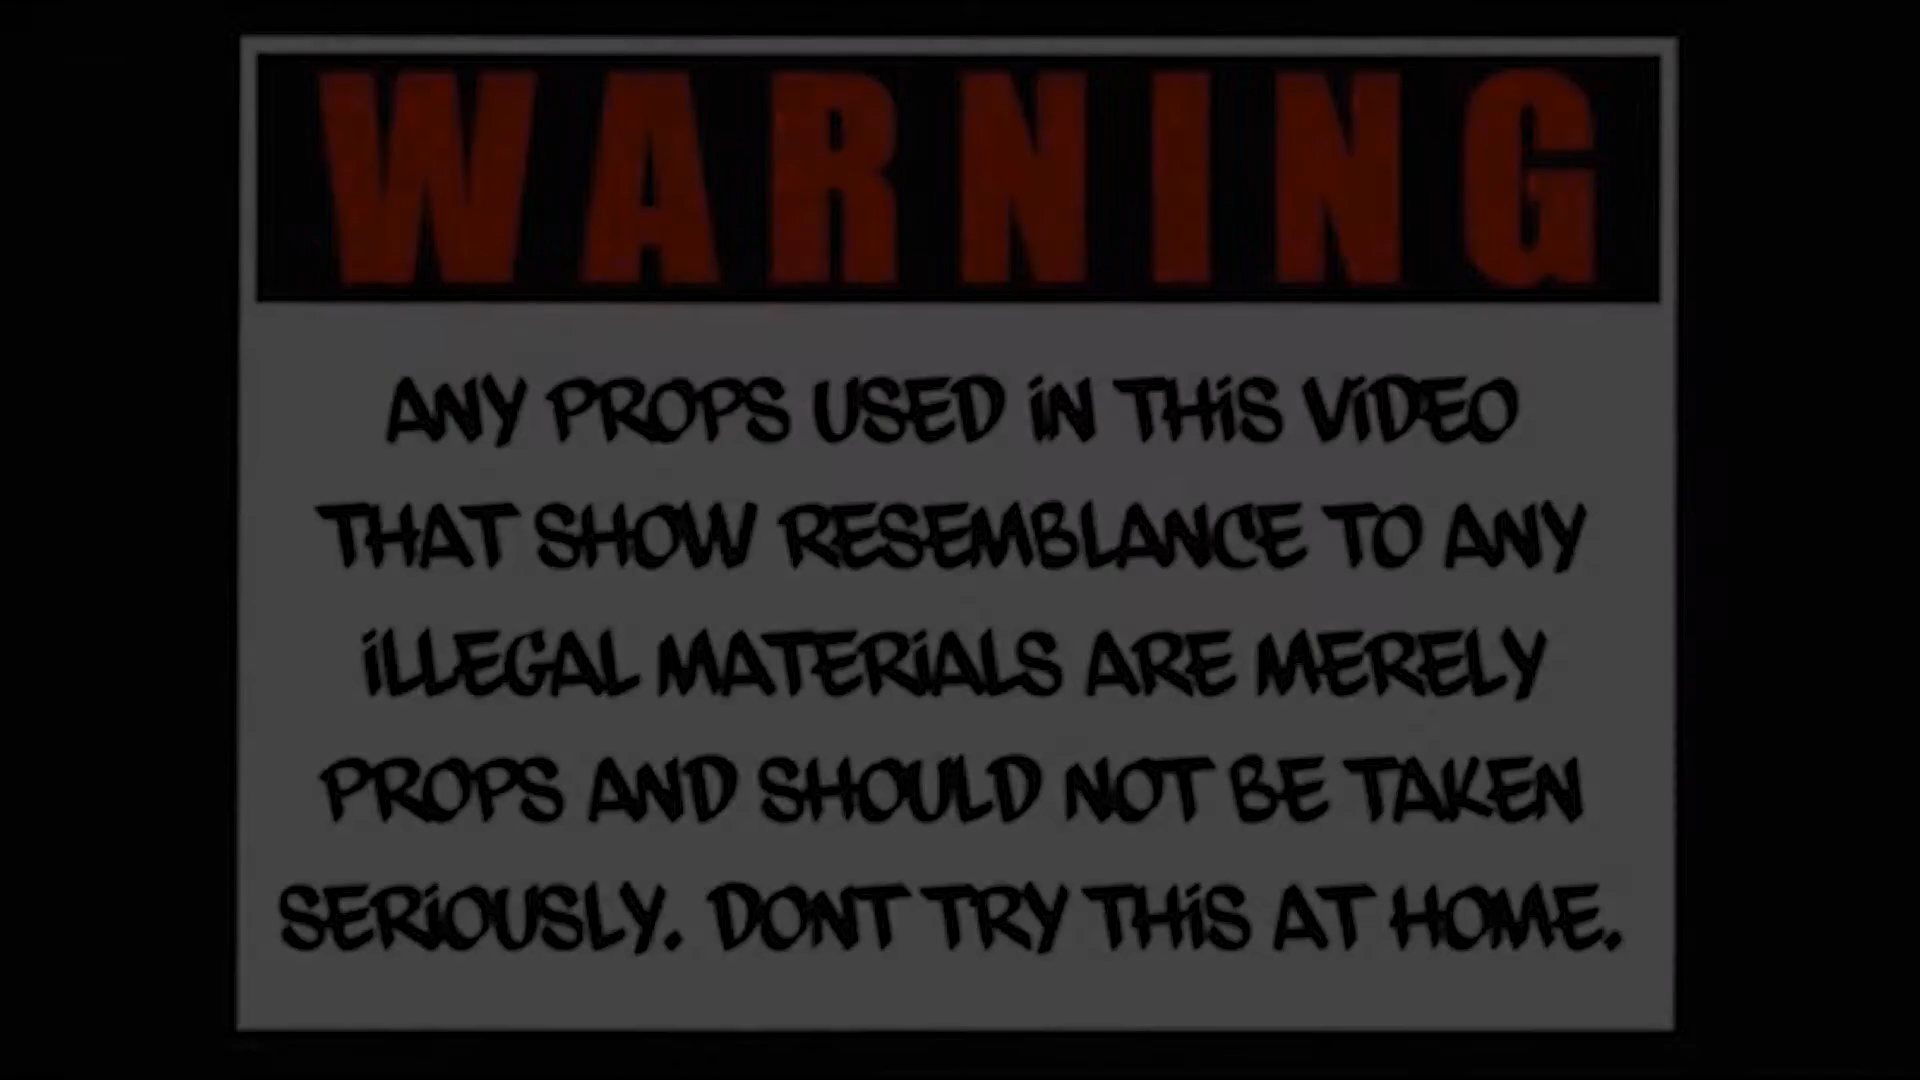 WARNING
ANY PROPS USED iN THiS ViDEO
THAT SHOW RESEMBLANCE TO ANY
iLLEGAL MATERiALS ARE MERELY
PROPS AND SHOULD NOT BE TAKEN
SERiOUSLY. DONT TRY THiS AT HOME.